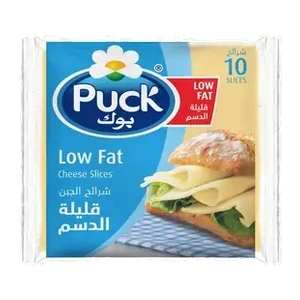 Puck
بوك
LOW
FAT
قليلة
الدسم
شرائح
10
SLICES
Low Fat
Cheese Slices
شرائح الجبن
قليلة
الدسم